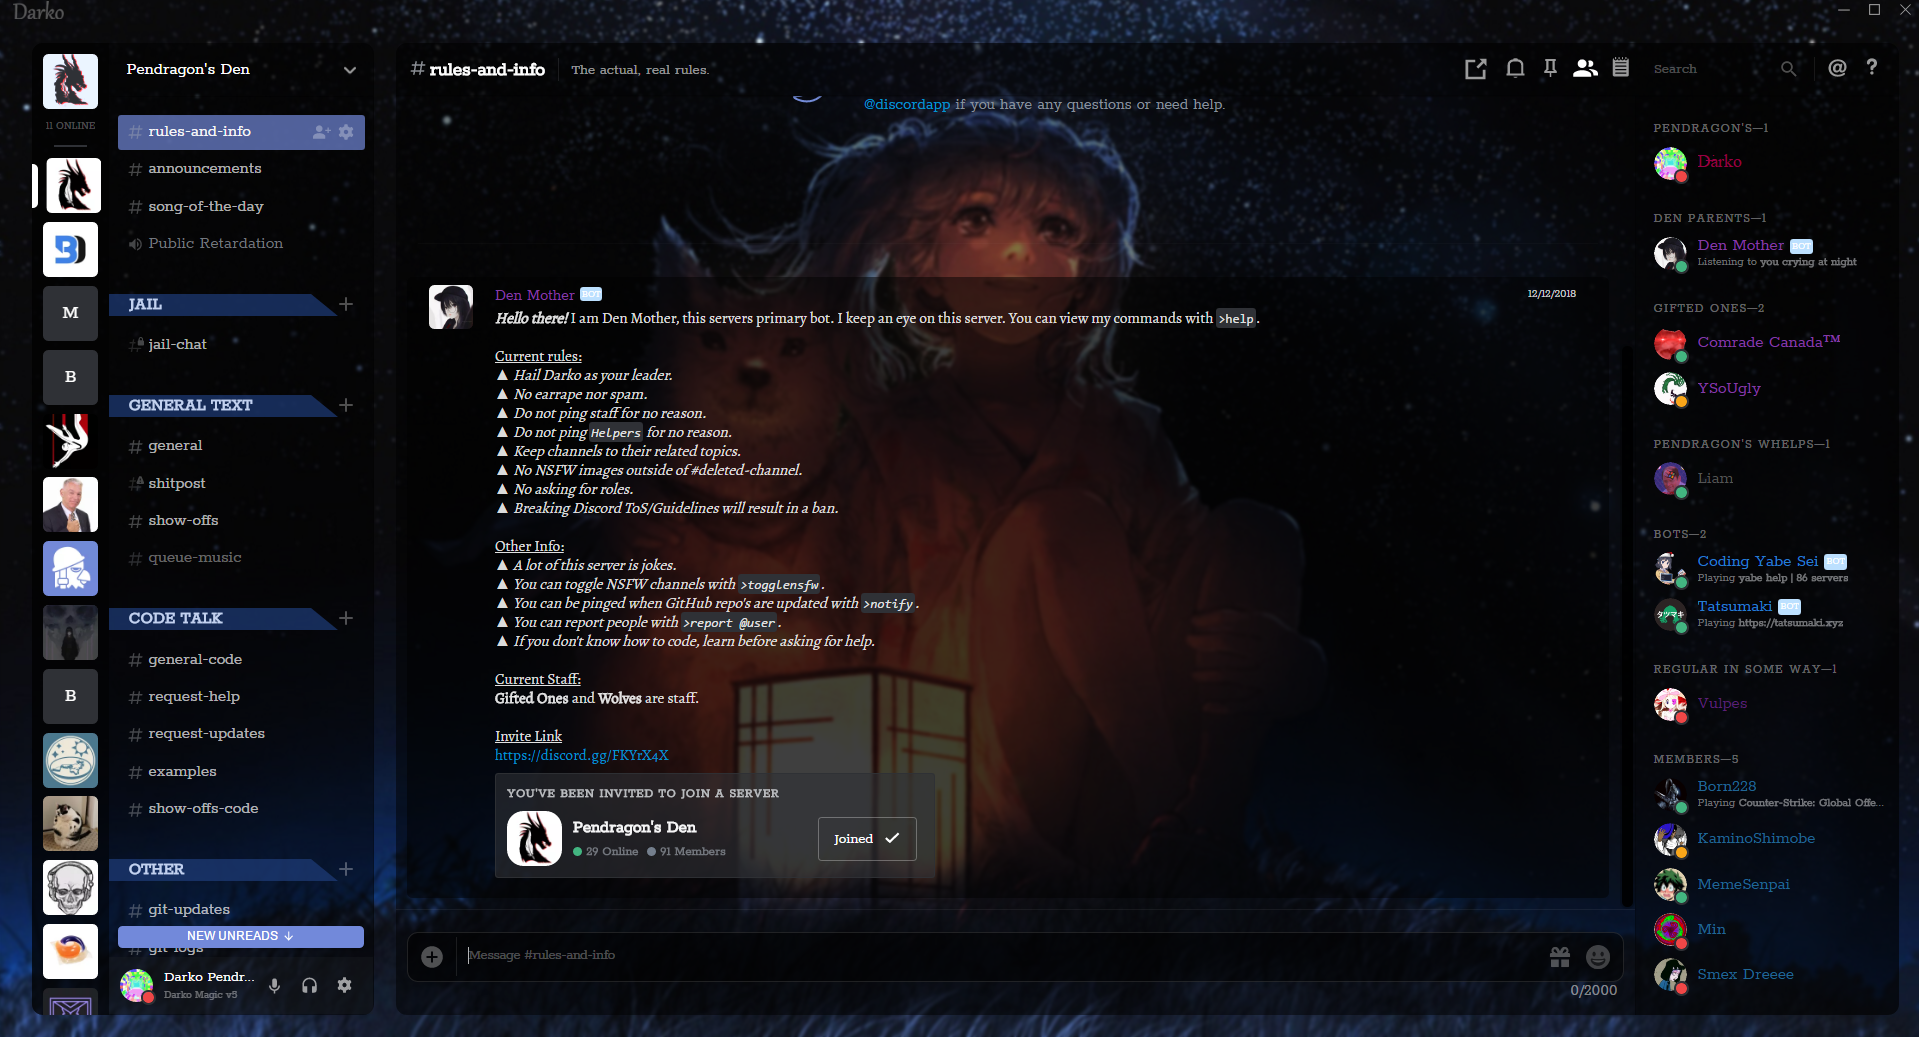 Darko
Pendragon's Den
11 ONLINE
M
B
B
rules-and-info
announcements
song-of-the-day
Public Retardation
JAIL
jail-chat
GENERAL TEXT
general
shitpost
show-offs
queue-music
CODE TALK
general-code
request-help
request-updates
examples
show-offs-code
OTHER
git-updates
NEW UNREADS ↓
git-logs
Darko Pendr...
Darko Magic v5
# rules-and-info
The actual, real rules.
Search
@discordapp if you have any questions or need help.
Den Mother BOT
12/12/2018
Hello there! I am Den Mother, this servers primary bot. I keep an eye on this server. You can view my commands with >help.
Current rules:
▲ Hail Darko as your leader.
▲ No earrape nor spam.
▲ Do not ping staff for no reason.
▲ Do not ping Helpers for no reason.
▲ Keep channels to their related topics.
▲ No NSFW images outside of #deleted-channel.
▲ No asking for roles.
▲ Breaking Discord ToS/Guidelines will result in a ban.
Other Info:
▲ A lot of this server is jokes.
▲ You can toggle NSFW channels with >togglensfw.
▲ You can be pinged when GitHub repo's are updated with >notify.
▲ You can report people with >report @user.
▲ If you don't know how to code, learn before asking for help.
Current Staff:
Gifted Ones and Wolves are staff.
Invite Link
https://discord.gg/FKYrX4X
YOU'VE BEEN INVITED TO JOIN A SERVER
Pendragon's Den
29 Online 91 Members
Joined
Message #rules-and-info
0/2000
PENDRAGON'S—1
Darko
DEN PARENTS—1
Den Mother BOT
Listening to you crying at night
GIFTED ONES—2
Comrade Canada™
YSoUgly
PENDRAGON'S WHELPS—1
Liam
BOTS—2
Coding Yabe Sei BOT
Playing yabe help | 86 servers
タツマキ
Tatsumaki BOT
Playing https://tatsumaki.xyz
REGULAR IN SOME WAY—1
Vulpes
MEMBERS—5
Born228
Playing Counter-Strike: Global Offe...
KaminoShimobe
MemeSenpai
Min
Smex Dreeee